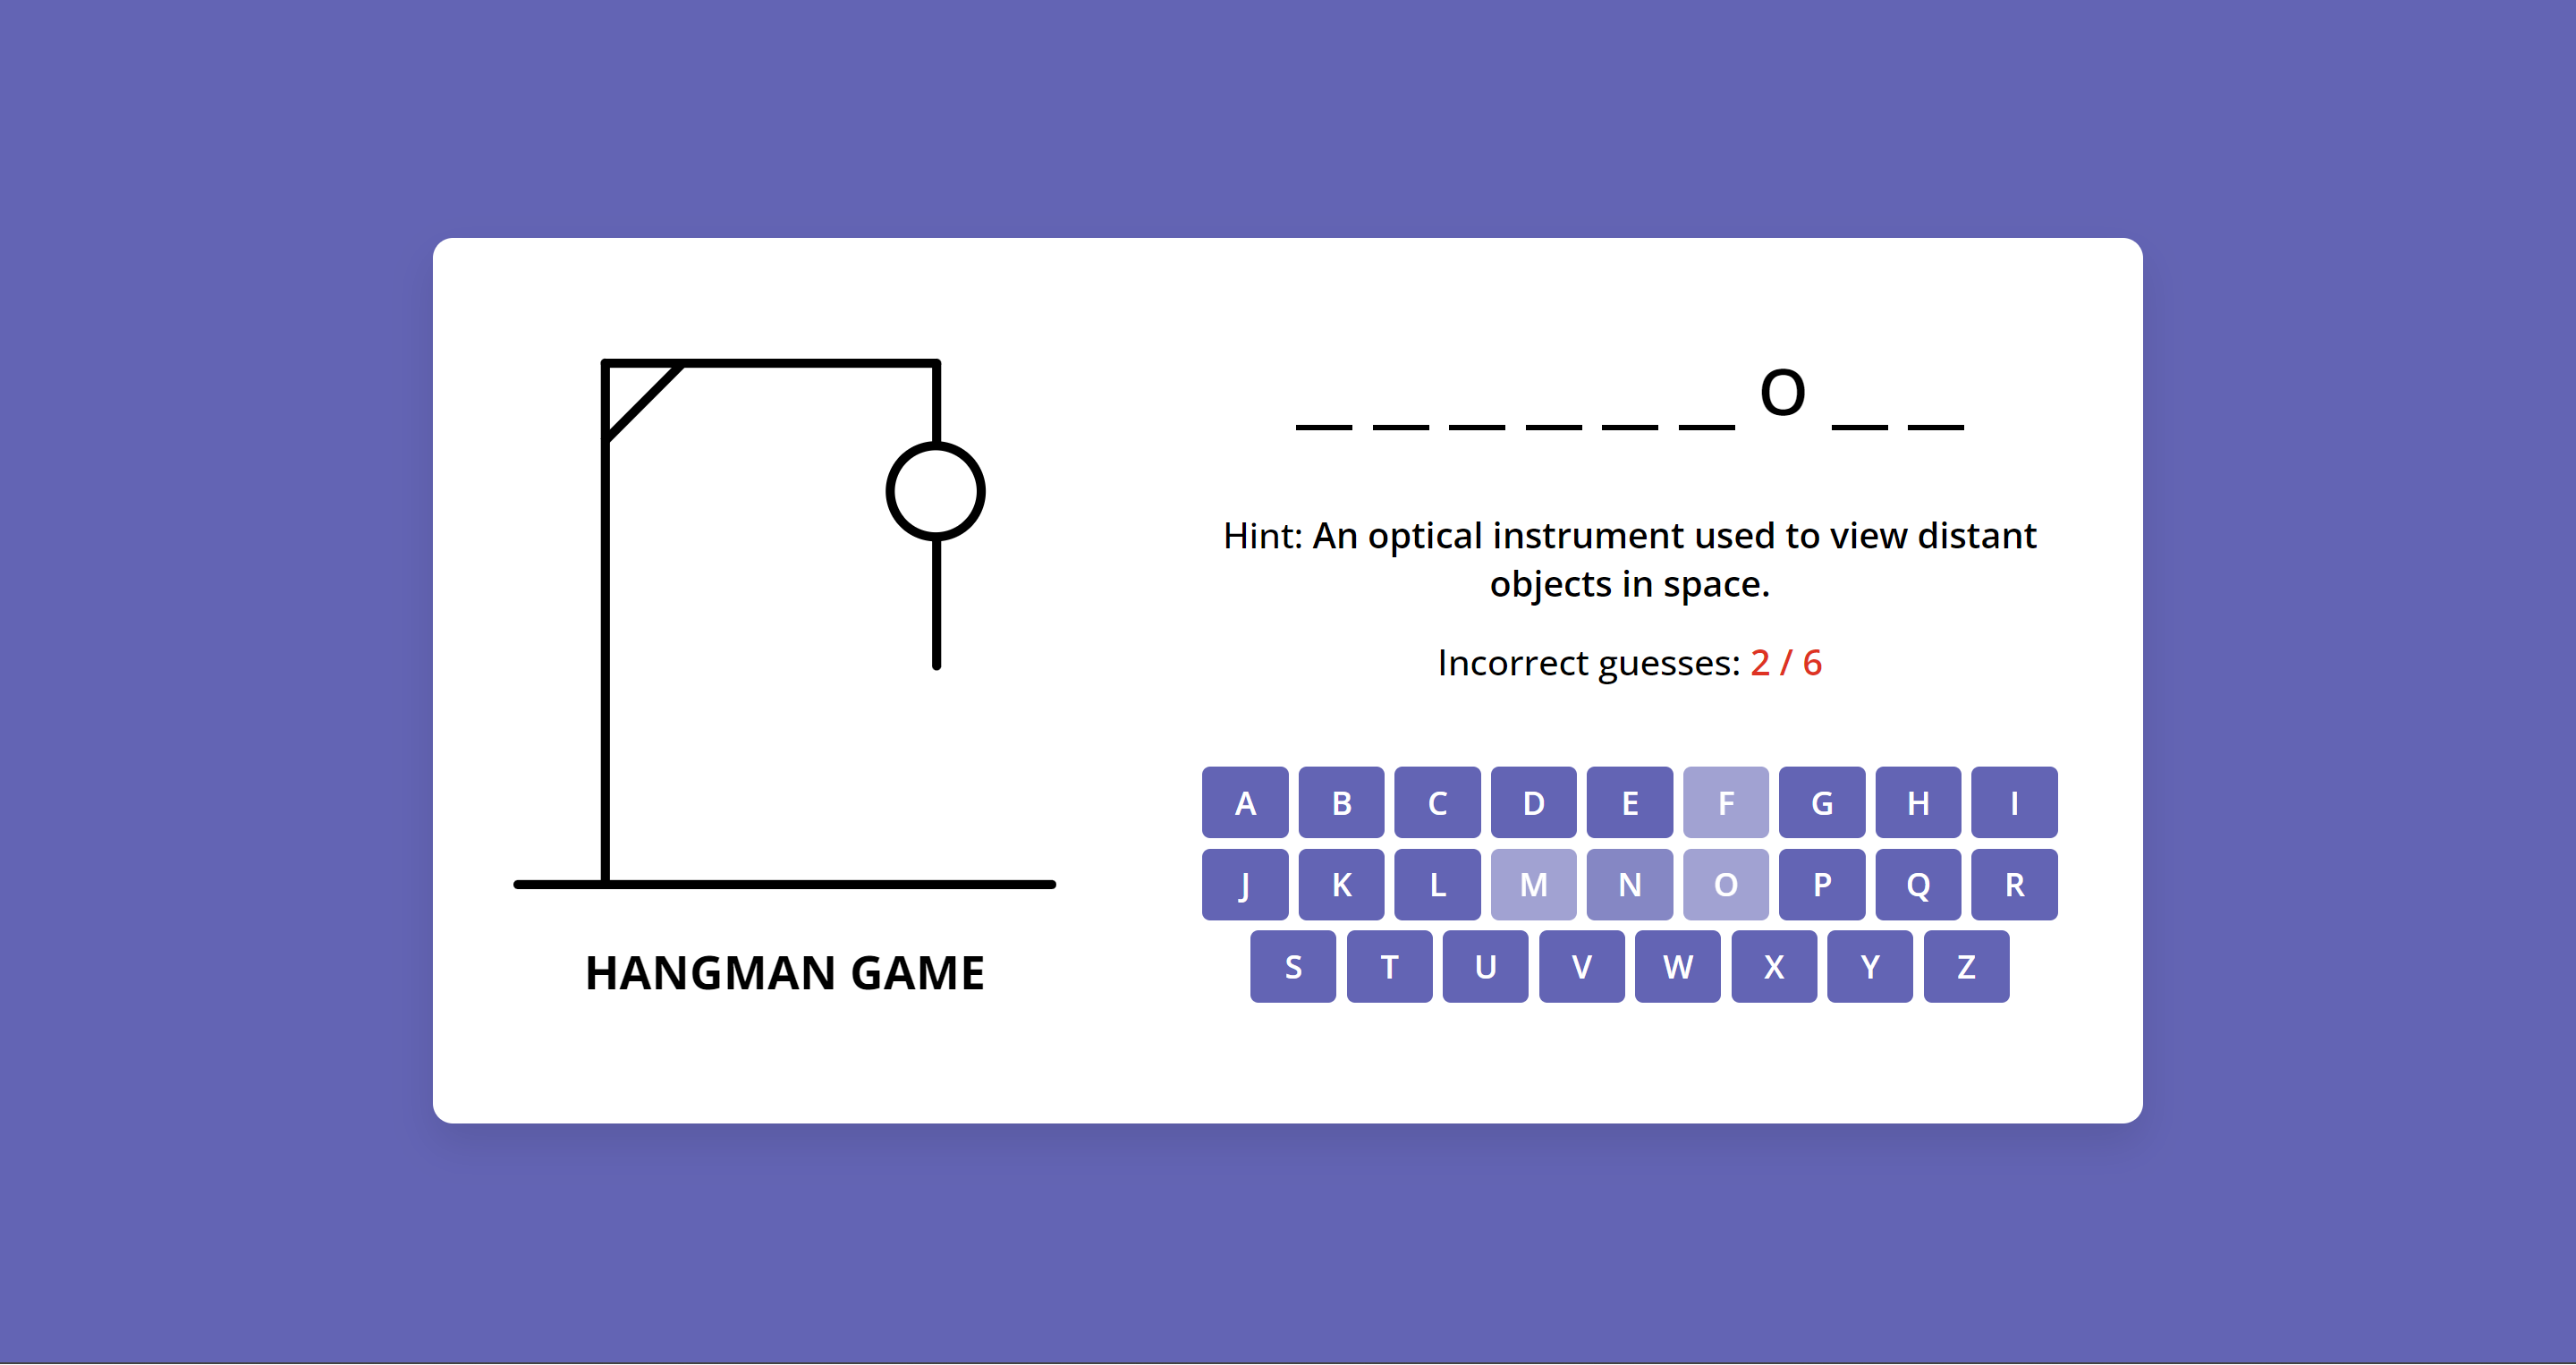 _ _ _ _ _ _ O _ _
Hint: An optical instrument used to view distant
objects in space.
Incorrect guesses: 2 / 6
A B C D E F G H I
J K L M N O P Q R
S T U V W X Y Z
HANGMAN GAME